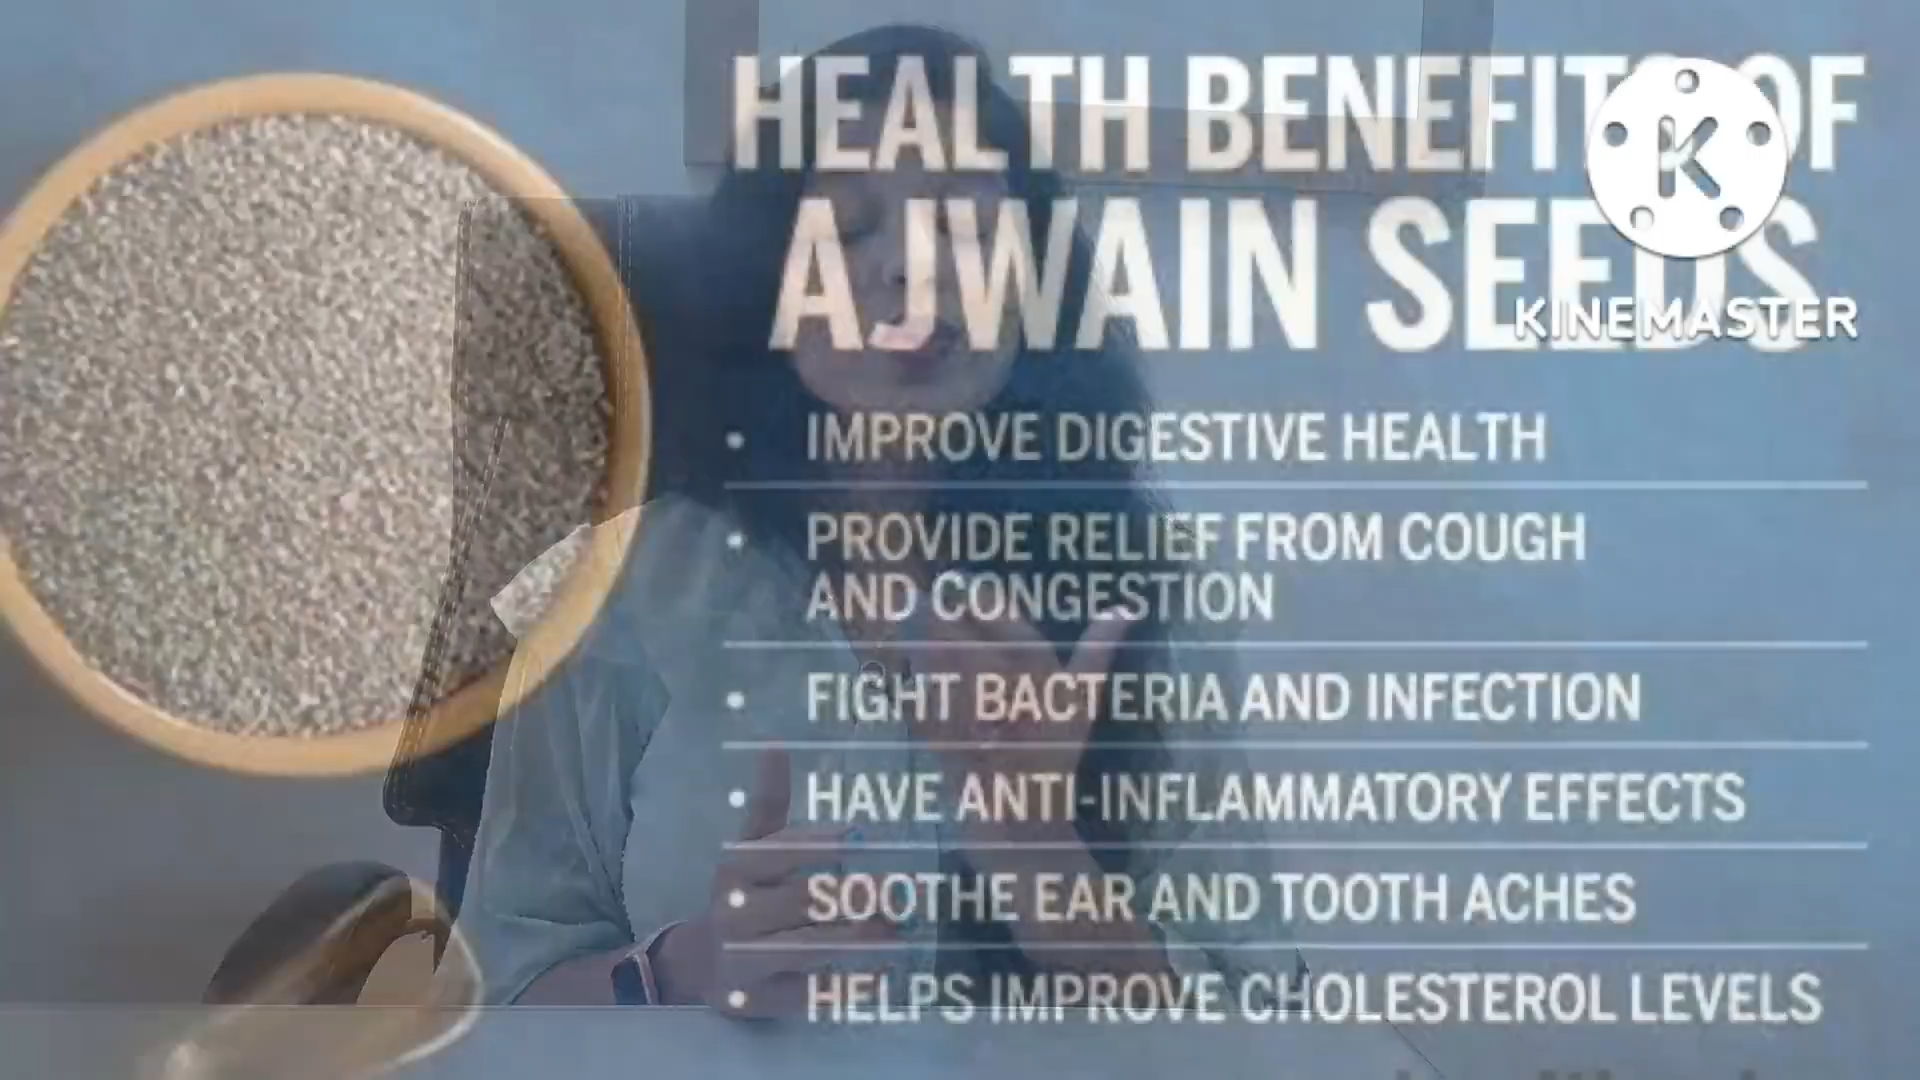 HEALTH BENEFITS OF
AJWAIN SEEDS
K
KINEMASTER
• IMPROVE DIGESTIVE HEALTH
• PROVIDE RELIEF FROM COUGH
AND CONGESTION
• FIGHT BACTERIA AND INFECTION
• HAVE ANTI-INFLAMMATORY EFFECTS
• SOOTHE EAR AND TOOTH ACHES
• HELPS IMPROVE CHOLESTEROL LEVELS